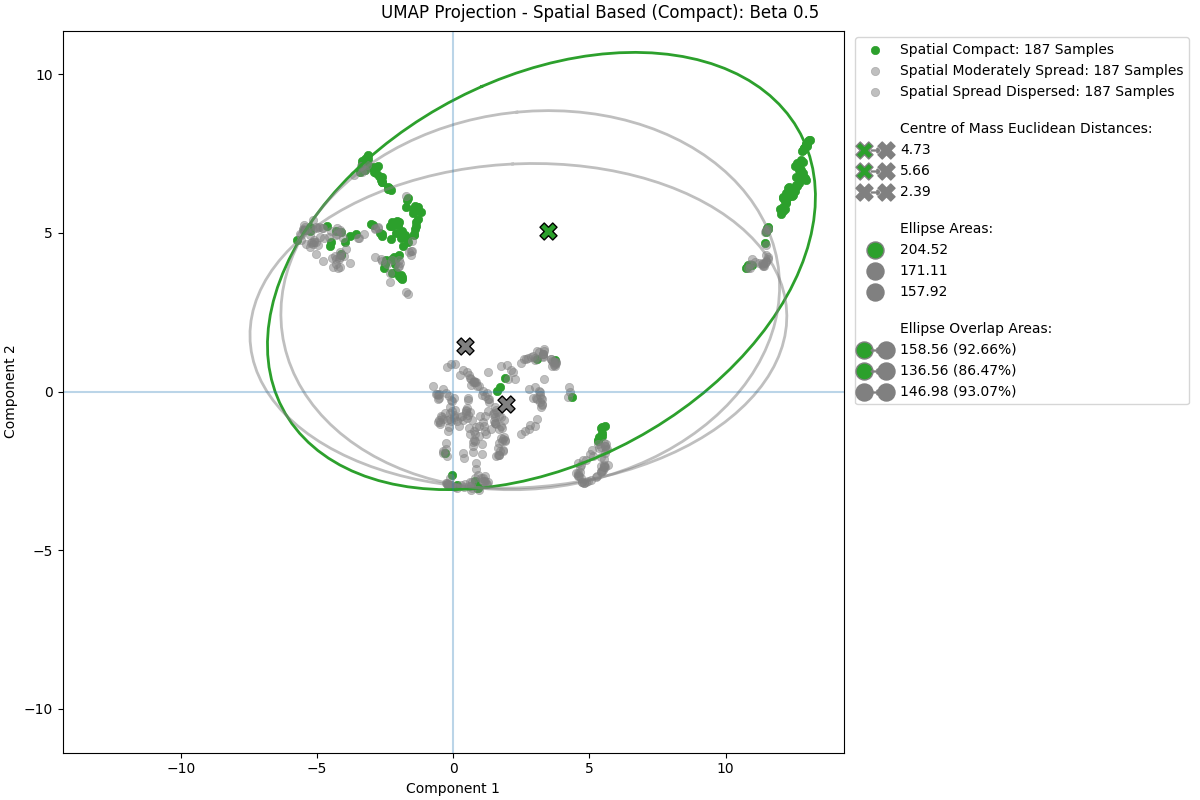 UMAP Projection - Spatial Based (Compact): Beta 0.5
Spatial Compact: 187 Samples
Spatial Moderately Spread: 187 Samples
Spatial Spread Dispersed: 187 Samples
Centre of Mass Euclidean Distances:
4.73
5.66
2.39
Ellipse Areas:
204.52
171.11
157.92
Ellipse Overlap Areas:
158.56 (92.66%)
136.56 (86.47%)
146.98 (93.07%)
Component 2
10
5
0
−5
−10
−10
−5
0
5
10
Component 1